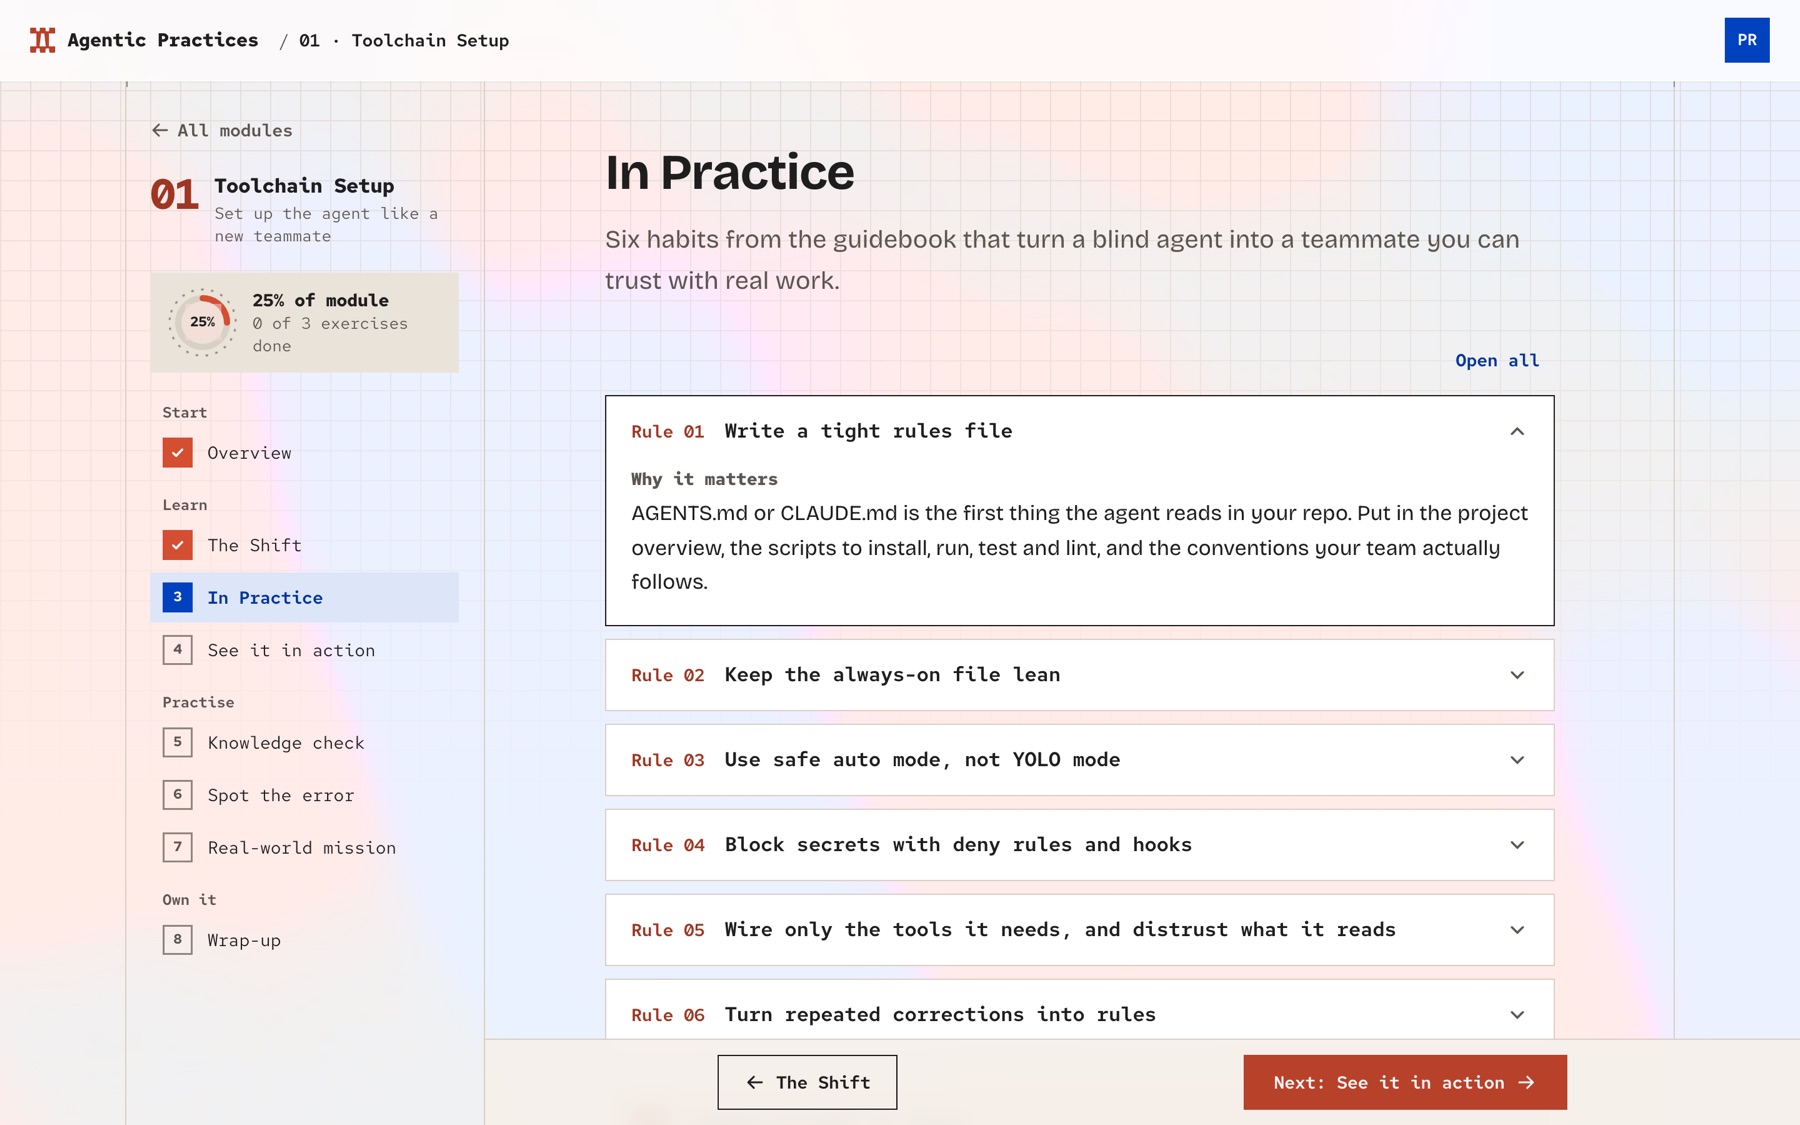 Agentic Practices / 01 · Toolchain Setup
PR
← All modules
01 Toolchain Setup
Set up the agent like a
new teammate
25%
25% of module
0 of 3 exercises
done
Start
Overview
Learn
The Shift
3 In Practice
4 See it in action
Practise
5 Knowledge check
6 Spot the error
7 Real-world mission
Own it
8 Wrap-up
In Practice
Six habits from the guidebook that turn a blind agent into a teammate you can
trust with real work.
Open all
Rule 01 Write a tight rules file
Why it matters
AGENTS.md or CLAUDE.md is the first thing the agent reads in your repo. Put in the project
overview, the scripts to install, run, test and lint, and the conventions your team actually
follows.
Rule 02 Keep the always-on file lean
Rule 03 Use safe auto mode, not YOLO mode
Rule 04 Block secrets with deny rules and hooks
Rule 05 Wire only the tools it needs, and distrust what it reads
Rule 06 Turn repeated corrections into rules
← The Shift
Next: See it in action →